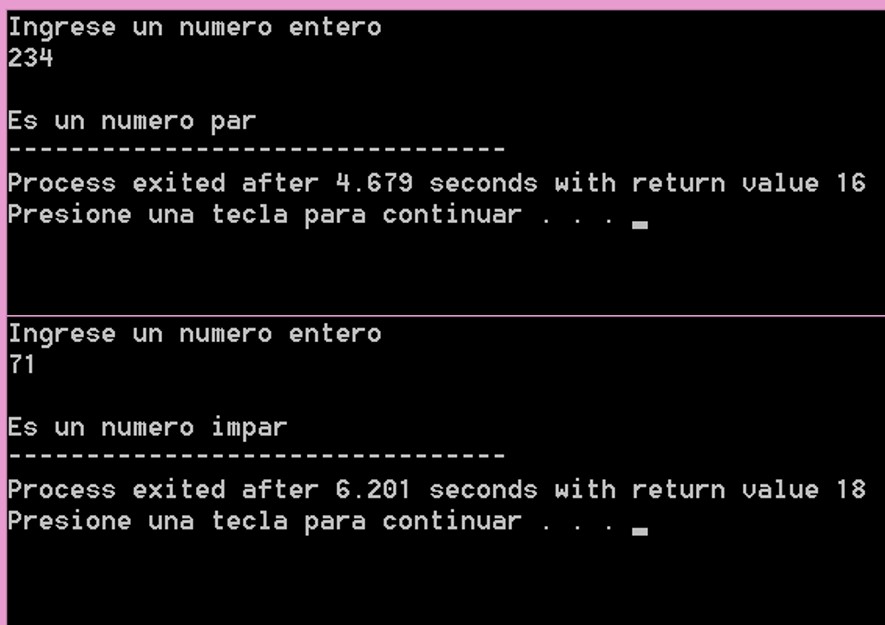 Ingrese un numero entero
234
Es un numero par
--------------------------------
Process exited after 4.679 seconds with return value 16
Presione una tecla para continuar . . .
Ingrese un numero entero
71
Es un numero impar
--------------------------------
Process exited after 6.201 seconds with return value 18
Presione una tecla para continuar . . .